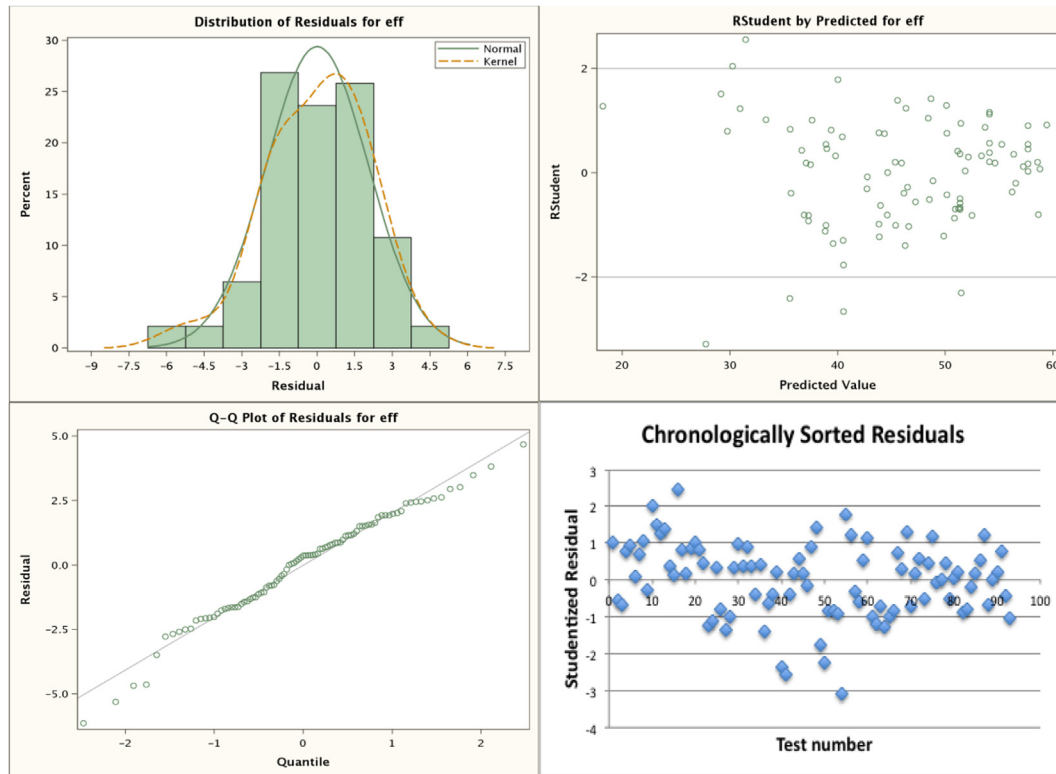 Distribution of Residuals for eff
30
25
20
15
10
5
0
Percent
Normal
Kernel
-9 -7.5 -6 -4.5 -3 -1.5 0 1.5 3 4.5 6 7.5
Residual
RStudent by Predicted for eff
2
0
-2
RStudent
20 30 40 50 60
Predicted Value
Q-Q Plot of Residuals for eff
5.0
2.5
0.0
-2.5
-5.0
Residual
-2 -1 0 1 2
Quantile
Chronologically Sorted Residuals
3
2
1
0
-1
-2
-3
-4
Studentized Residual
0 10 20 30 40 50 60 70 80 90 100
Test number